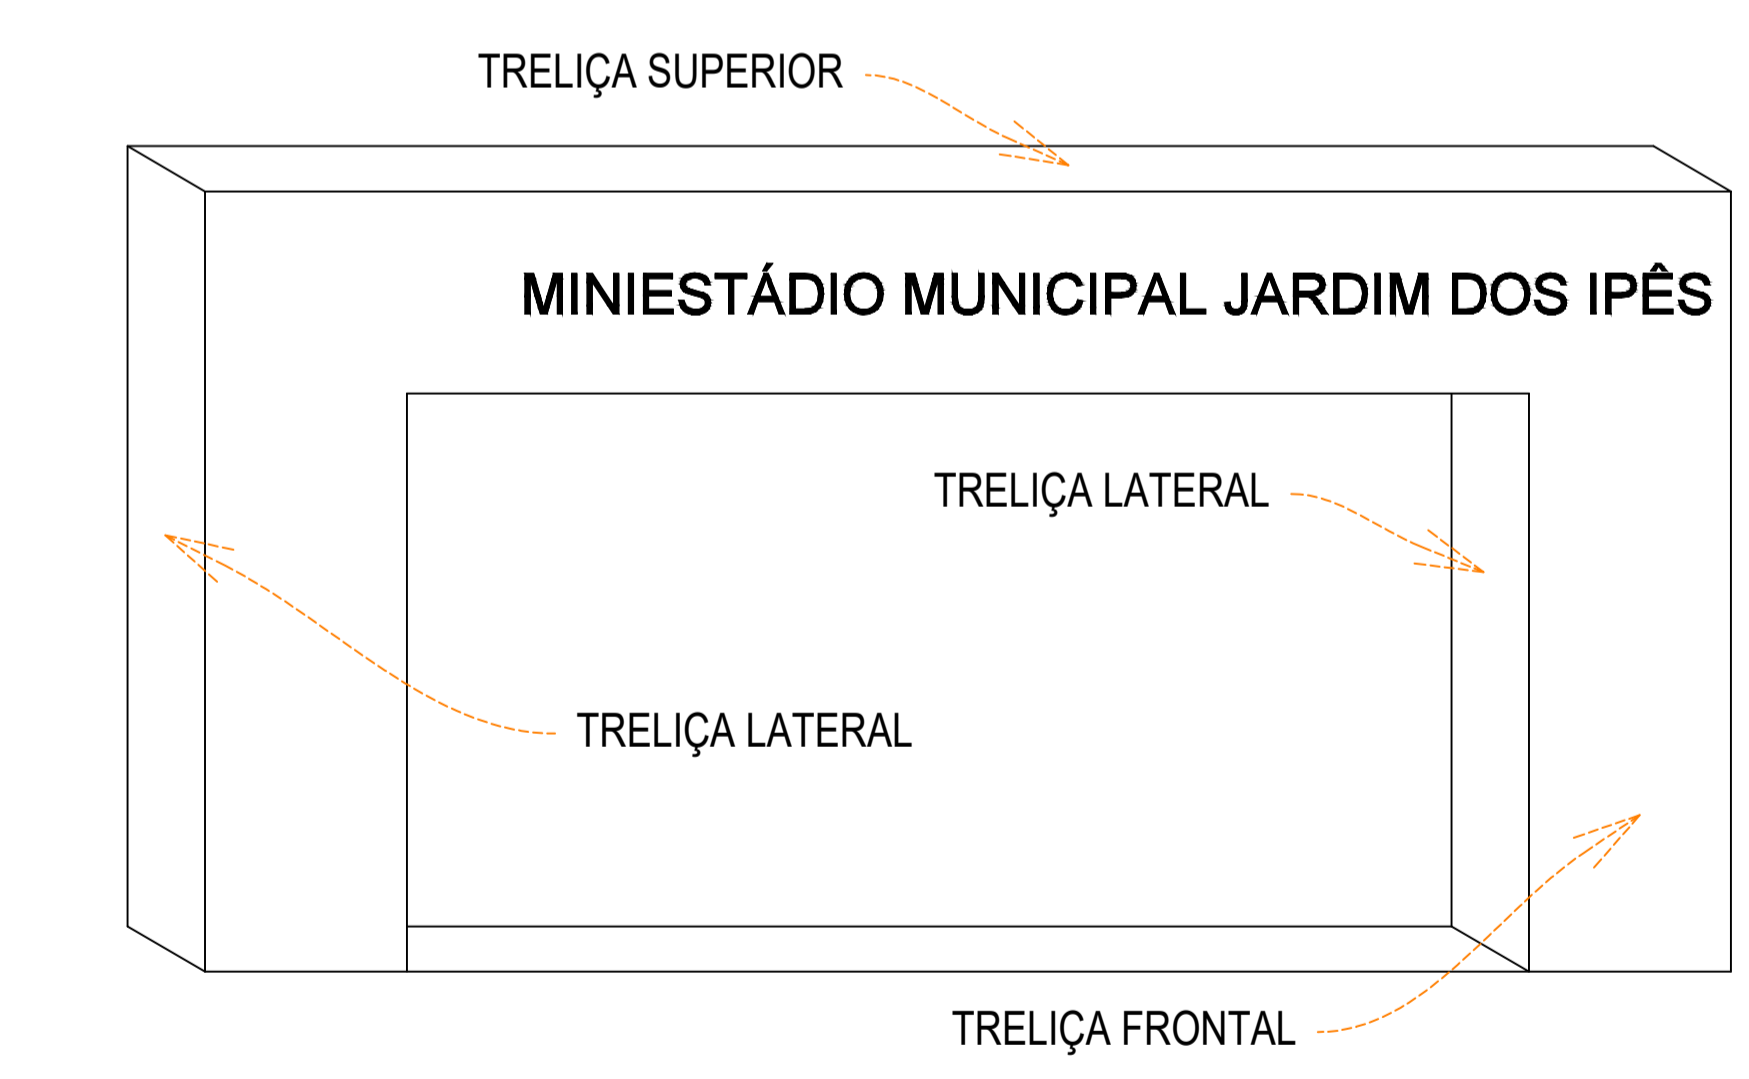 TRELIÇA SUPERIOR
MINIESTÁDIO MUNICIPAL JARDIM DOS IPÊS
TRELIÇA LATERAL
TRELIÇA LATERAL
TRELIÇA FRONTAL